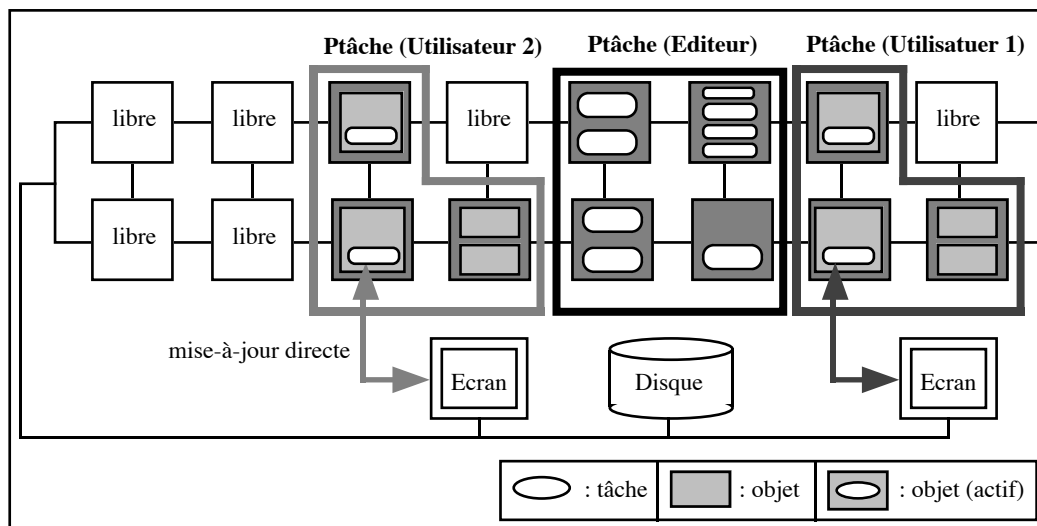 Ptâche (Utilisateur 2) Ptâche (Editeur) Ptâche (Utilisatuer 1)
libre libre libre libre
libre libre
mise-à-jour directe
Ecran Disque Ecran
: tâche : objet : objet (actif)